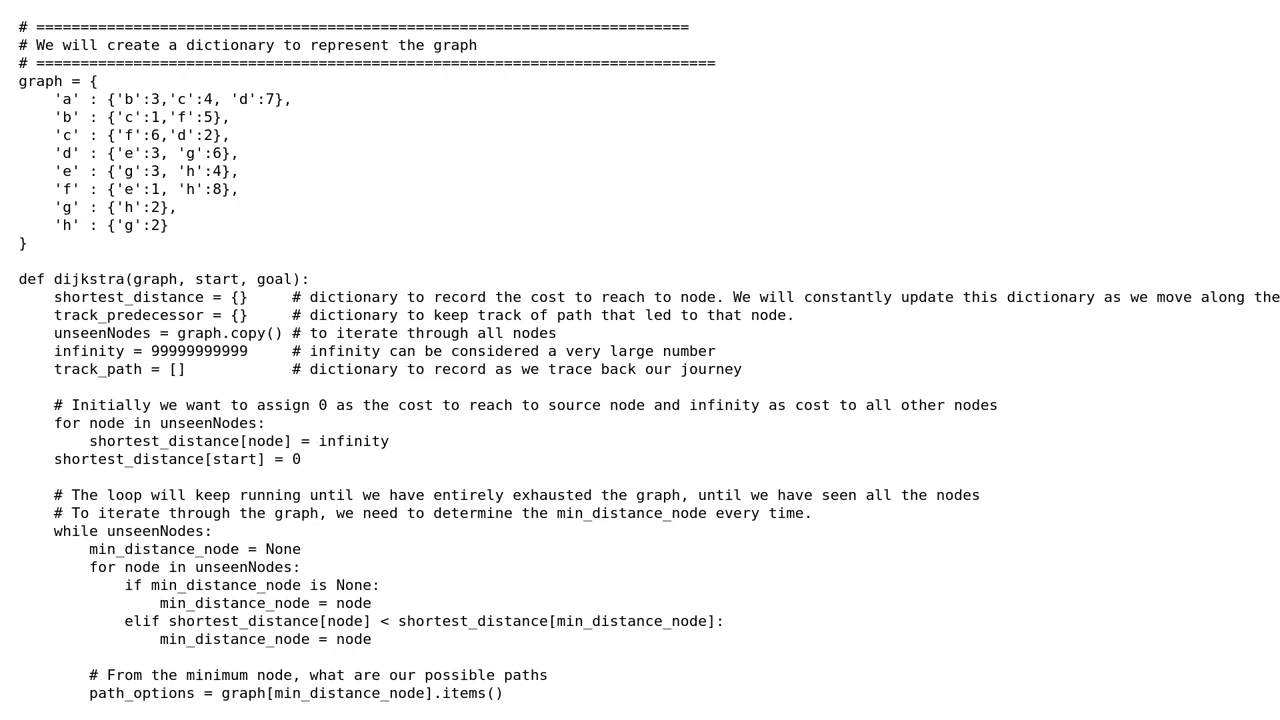 # ==========================================================================
# We will create a dictionary to represent the graph
# =============================================================================
graph = {
    'a' : {'b':3,'c':4, 'd':7},
    'b' : {'c':1,'f':5},
    'c' : {'f':6,'d':2},
    'd' : {'e':3, 'g':6},
    'e' : {'g':3, 'h':4},
    'f' : {'e':1, 'h':8},
    'g' : {'h':2},
    'h' : {'g':2}
}

def dijkstra(graph, start, goal):
    shortest_distance = {}     # dictionary to record the cost to reach to node. We will constantly update this dictionary as we move along the
    track_predecessor = {}     # dictionary to keep track of path that led to that node.
    unseenNodes = graph.copy() # to iterate through all nodes
    infinity = 99999999999     # infinity can be considered a very large number
    track_path = []            # dictionary to record as we trace back our journey

    # Initially we want to assign 0 as the cost to reach to source node and infinity as cost to all other nodes
    for node in unseenNodes:
        shortest_distance[node] = infinity
    shortest_distance[start] = 0

    # The loop will keep running until we have entirely exhausted the graph, until we have seen all the nodes
    # To iterate through the graph, we need to determine the min_distance_node every time.
    while unseenNodes:
        min_distance_node = None
        for node in unseenNodes:
            if min_distance_node is None:
                min_distance_node = node
            elif shortest_distance[node] < shortest_distance[min_distance_node]:
                min_distance_node = node

        # From the minimum node, what are our possible paths
        path_options = graph[min_distance_node].items()